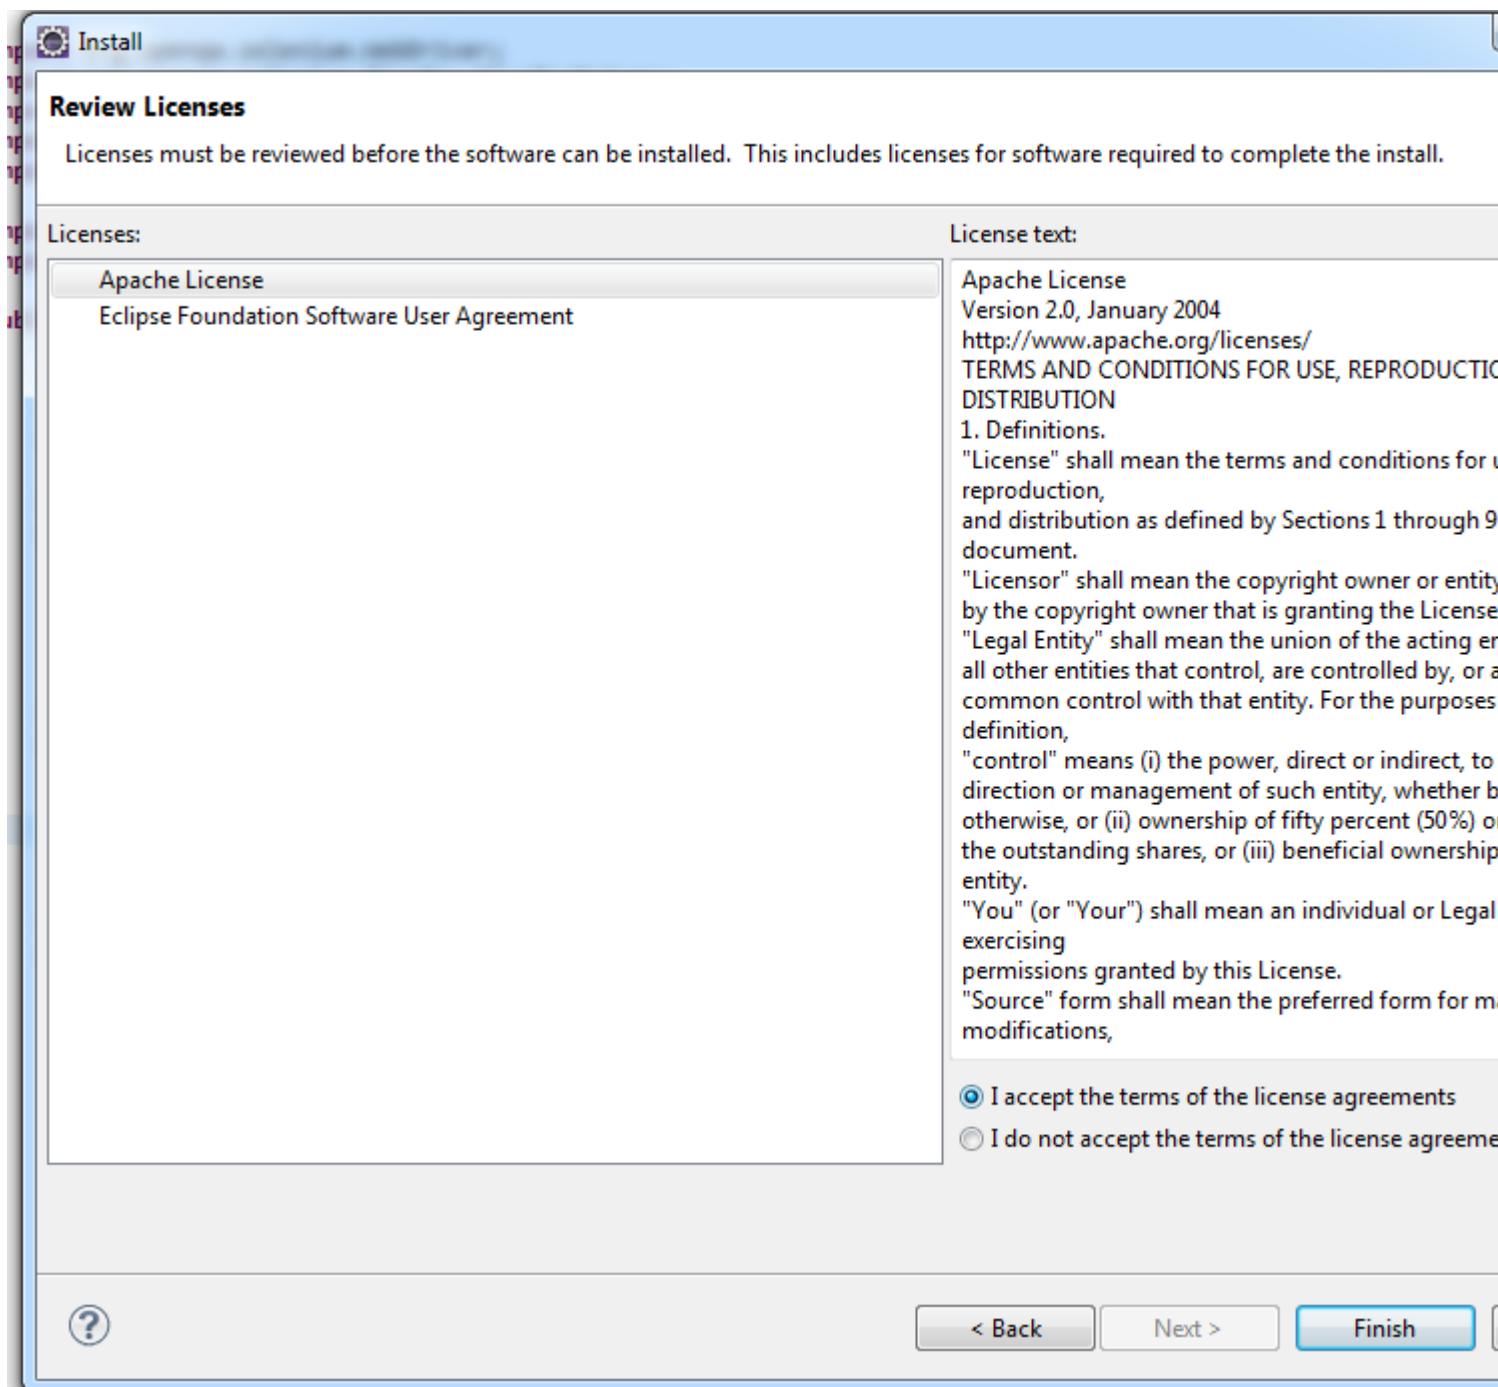 Install
Review Licenses
Licenses must be reviewed before the software can be installed.  This includes licenses for software required to complete the install.
Licenses:
Apache License
Eclipse Foundation Software User Agreement
License text:
Apache License
Version 2.0, January 2004
http://www.apache.org/licenses/
TERMS AND CONDITIONS FOR USE,
DISTRIBUTION
1. Definitions.
"License" shall mean the terms and conditions for
reproduction,
and distribution as defined by Sections 1 through 9
document.
"Licensor" shall mean the copyright owner or entity
by the copyright owner that is granting the License
"Legal Entity" shall mean the union of the acting
all other entities that control, are controlled by, or
common control with that entity. For the purposes
definition,
"control" means (i) the power, direct or indirect, to
direction or management of such entity, whether
otherwise, or (ii) ownership of fifty percent (50%)
the outstanding shares, or (iii) beneficial ownership
entity.
"You" (or "Your") shall mean an individual or Legal
exercising
permissions granted by this License.
"Source" form shall mean the preferred form for
modifications,
I accept the terms of the license agreements
I do not accept the terms of the license
?
< Back
Next >
Finish